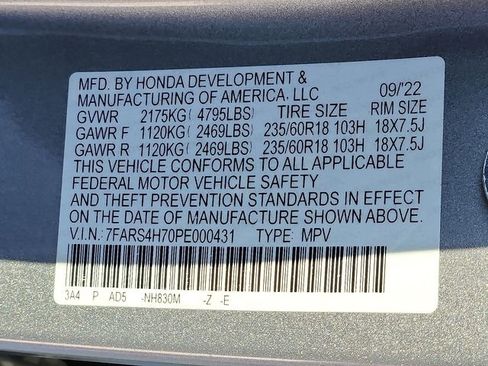 MFD. BY HONDA DEVELOPMENT &
MANUFACTURING OF AMERICA, LLC 09/'22
GVWR 2175KG( 4795LBS) TIRE SIZE RIM SIZE
GAWR F 1120KG( 2469LBS) 235/60R18 103H 18X7.5J
GAWR R 1120KG( 2469LBS) 235/60R18 103H 18X7.5J
THIS VEHICLE CONFORMS TO ALL APPLICABLE
FEDERAL MOTOR VEHICLE SAFETY
AND THEFT PREVENTION STANDARDS IN EFFECT
ON THE DATE OF MANUFACTURE SHOWN ABOVE.
V.I.N.: 7FARS4H70PE000431 TYPE: MPV
3A4 P AD5 -NH830M -Z -E